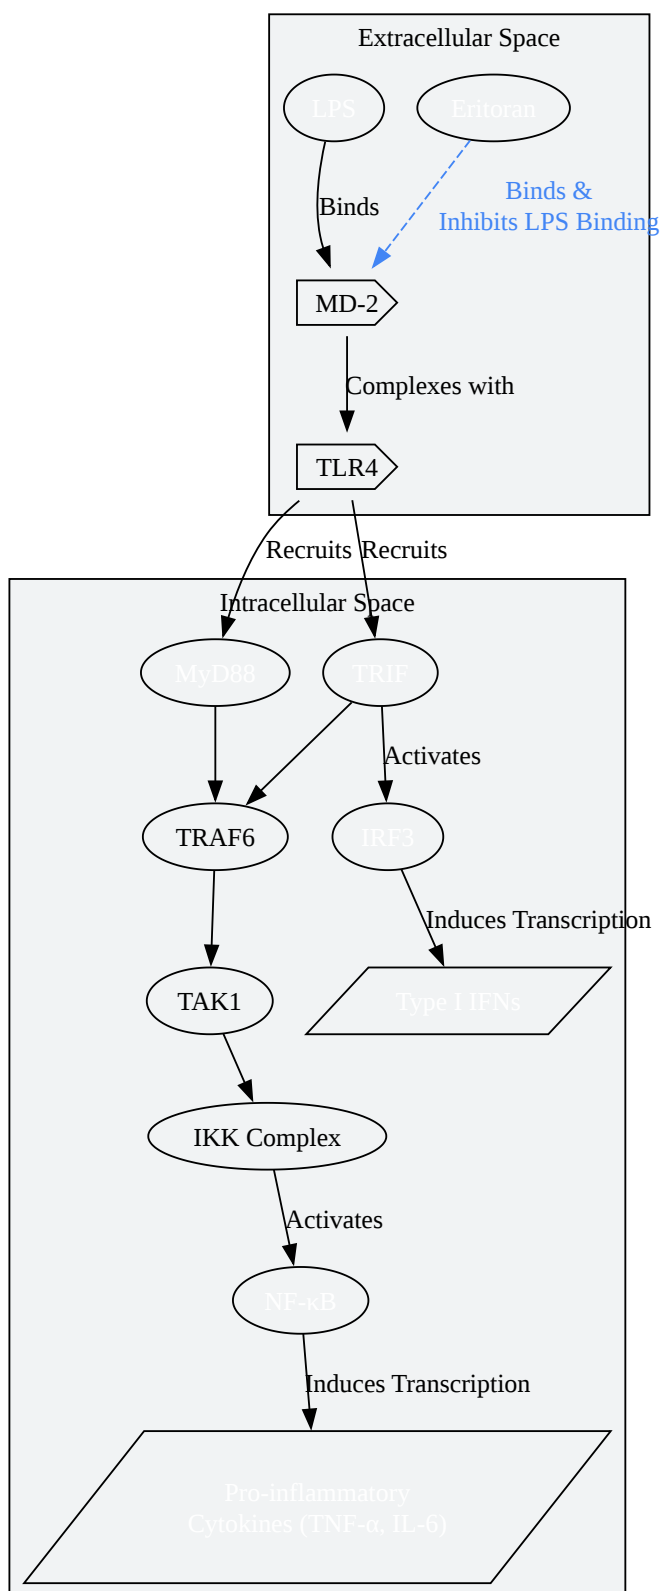 Extracellular Space
LPS
Eritoran
Binds &
Inhibits LPS Binding
Binds
MD-2
Complexes with
TLR4
Recruits
Recruits
Intracellular Space
MyD88
TRIF
Activates
TRAF6
IRF3
Induces Transcription
TAK1
Type I IFNs
IKK Complex
Activates
NF-κB
Induces Transcription
Pro-inflammatory
Cytokines (TNF-α, IL-6)